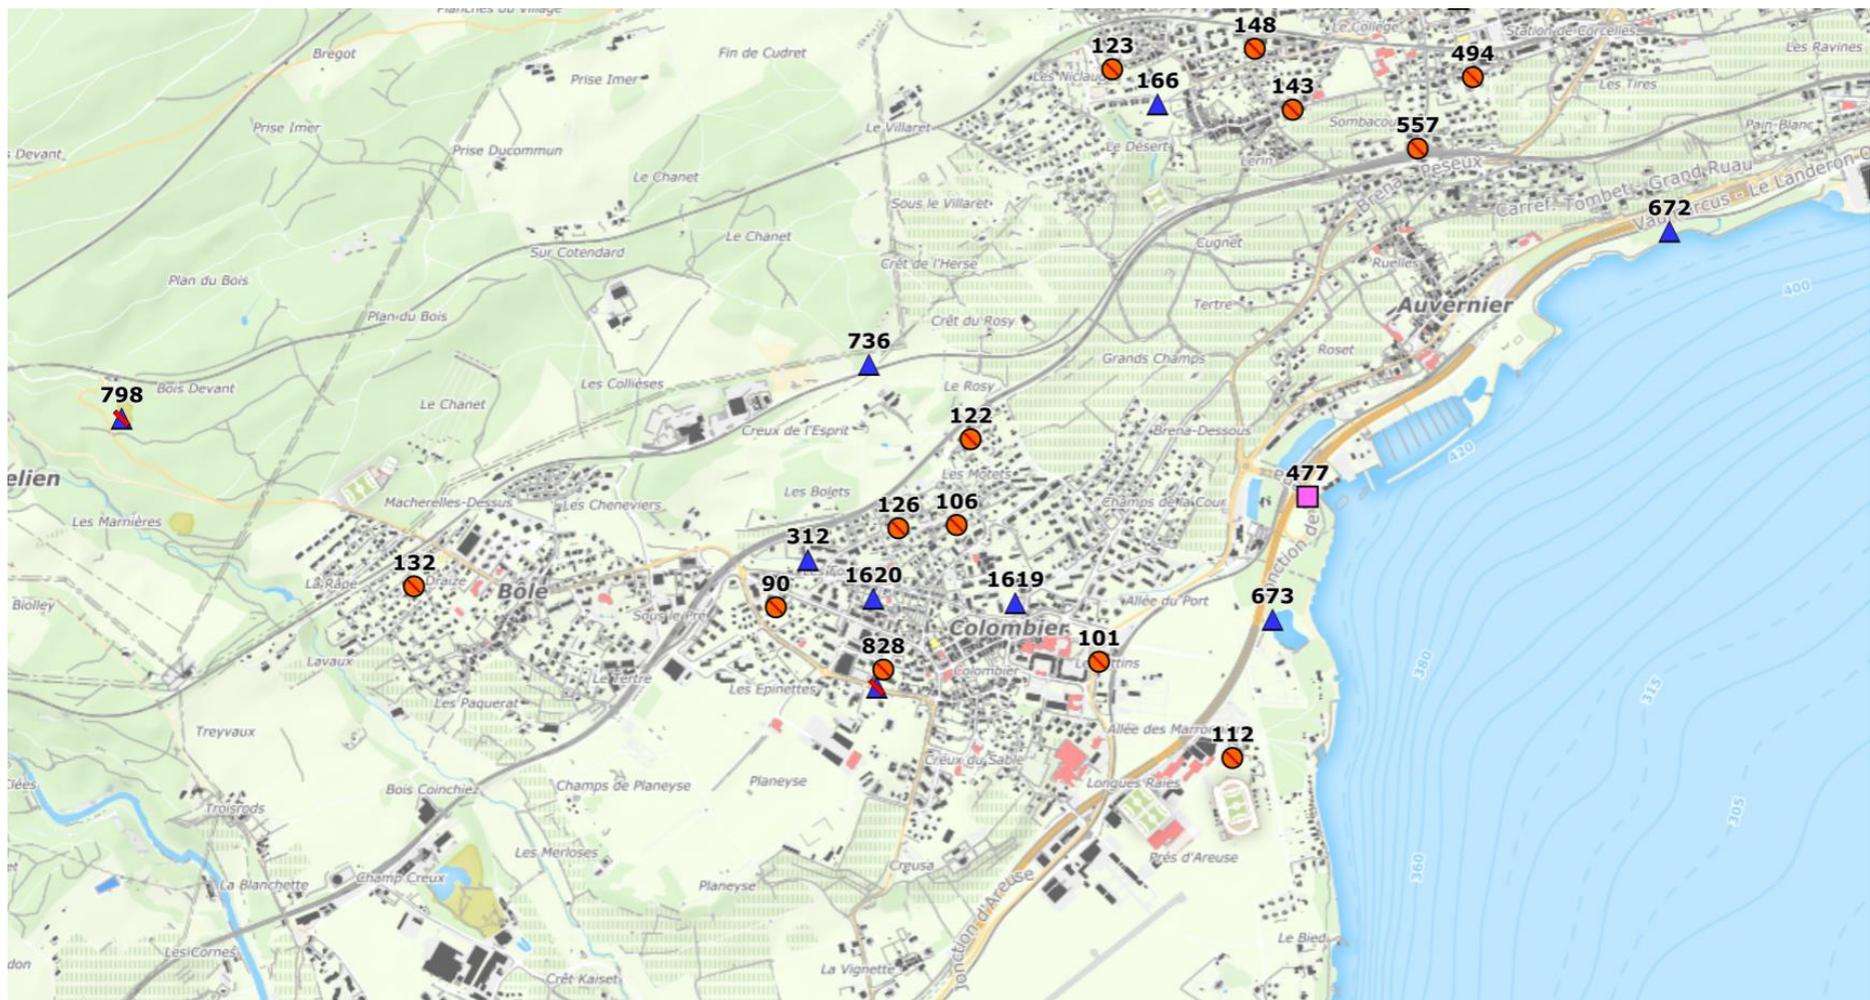 Planches du Village
Bregot
Fin de Cudret
Prise Imer
123
148
Le Collège
Station de Corcelles
494
Les Ravines
Les Niclaud
166
143
Les Tires
Prise Imer
Le Villaret
Sombacou
557
Pain-Blanc
s Devant
Prise Ducommun
Le Désert
Lerin
Brena - Peseux
Le Chanet
Carref. Tombet - Grand Ruau
Sous le Villaret
Vaumarcus - Le Landeron
672
Le Chanet
Cugnet
Sur Cotendard
Crêt de l'Herse
Ruelles
Plan du Bois
400
Tertre
Auvernier
Plan du Bois
Crêt du Rosy
736
Roset
Grands Champs
Bois Devant
Les Collièses
Le Rosy
798
Le Chanet
122
Creux de l'Esprit
Brena-Dessous
420
elien
Les Motets
477
Les Bolets
Macherelles-Dessus
Les Cheneviers
Champs de la Cour
126
106
Les Marnières
Jonction de
312
132
La Râpe
Draize
Bôle
90
1620
1619
673
Biolley
Allée du Port
Sous le Pré
Colombier
101
828
Lavaux
Le Tertre
Colombier
380
Les Epinettes
315
Les Paquerat
Treyvaux
Allée des Marro
112
Creux du Sable
Clées
Bois Coinchiez
Champs de Planeyse
Planeyse
Longues Raies
Troisrods
305
Les Merloses
Prés d'Areuse
Creusa
360
La Blanchette
Champ Creux
Planeyse
Jonction d'Areuse
Le Bied
Les Cornes
don
La Vignette
Crêt Kaiset